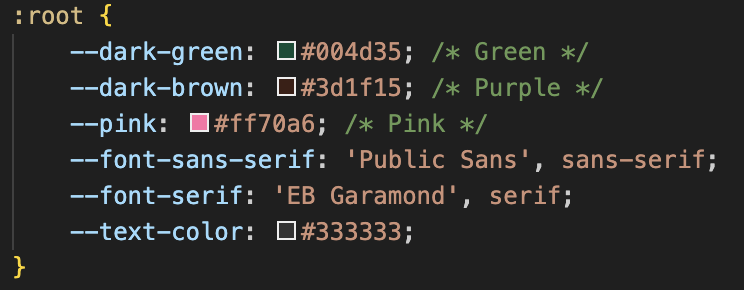 :root {
    --dark-green: #004d35; /* Green */
    --dark-brown: #3d1f15; /* Purple */
    --pink: #ff70a6; /* Pink */
    --font-sans-serif: 'Public Sans', sans-serif;
    --font-serif: 'EB Garamond', serif;
    --text-color: #333333;
}